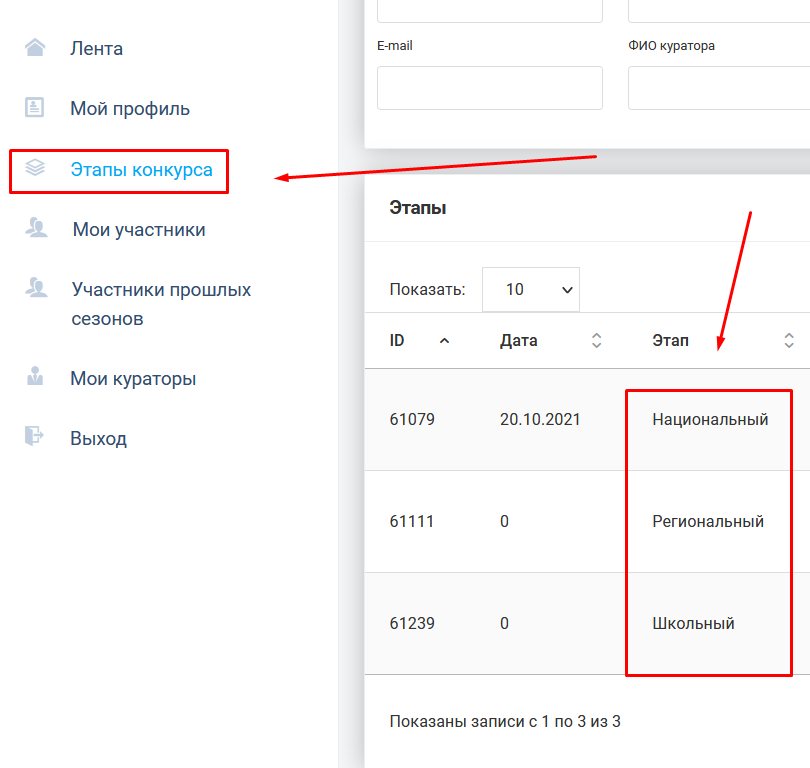 Лента
Мой профиль
Этапы конкурса
Мои участники
Участники прошлых
сезонов
Мои кураторы
Выход
E-mail
ФИО куратора
Этапы
Показать:
10
ID
Дата
Этап
61079
20.10.2021
Национальный
61111
0
Региональный
61239
0
Школьный
Показаны записи с 1 по 3 из 3